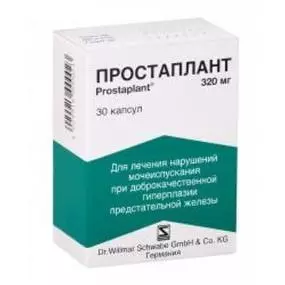 ПРОСТАПЛАНТ
Prostaplant® 320 мг
30 капсул
Для лечения нарушений
мочеиспускания
при доброкачественной
гиперплазии
предстательной железы
Dr. Willmar Schwabe GmbH & Co. KG
Германия